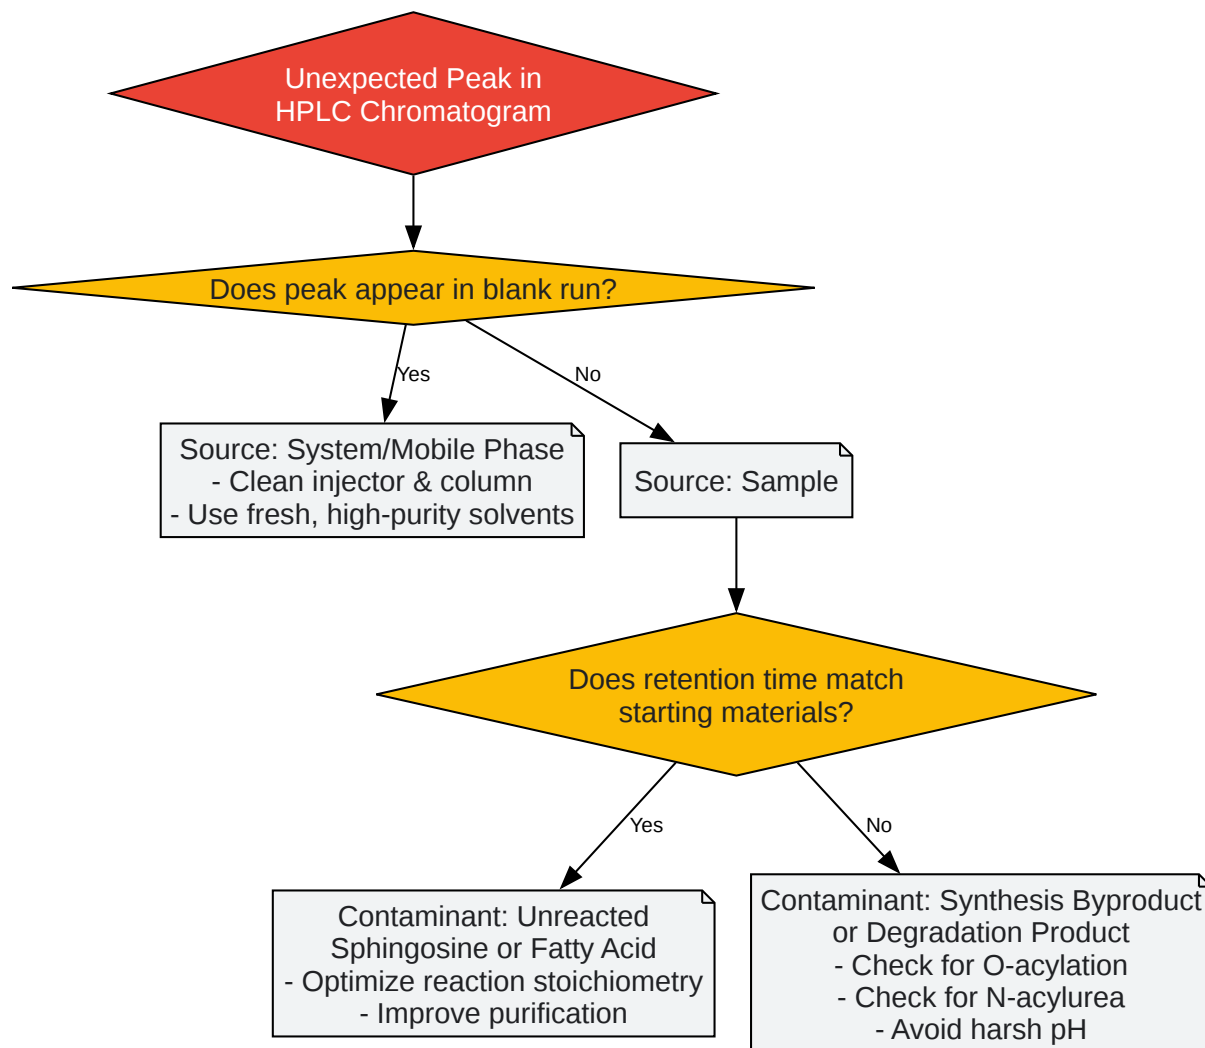 Unexpected Peak in
HPLC Chromatogram
Does peak appear in blank run?
Yes
No
Source: System/Mobile Phase
- Clean injector & column
- Use fresh, high-purity solvents
Source: Sample
Does retention time match
starting materials?
Yes
No
Contaminant: Unreacted
Sphingosine or Fatty Acid
- Optimize reaction stoichiometry
- Improve purification
Contaminant: Synthesis Byproduct
or Degradation Product
- Check for O-acylation
- Check for N-acylurea
- Avoid harsh pH